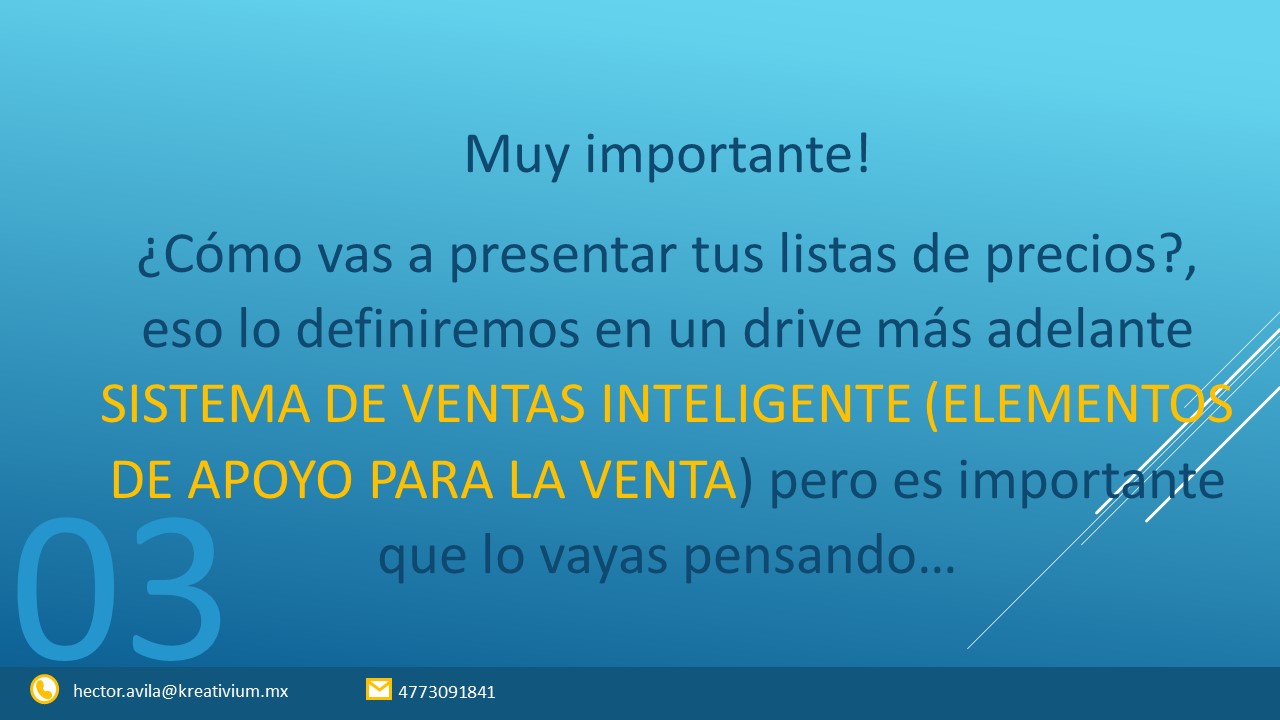 Muy importante!
¿Cómo vas a presentar tus listas de precios?,
eso lo definiremos en un drive más adelante
SISTEMA DE VENTAS INTELIGENTE (ELEMENTOS
DE APOYO PARA LA VENTA) pero es importante
que lo vayas pensando…
03
hector.avila@kreativium.mx
4773091841